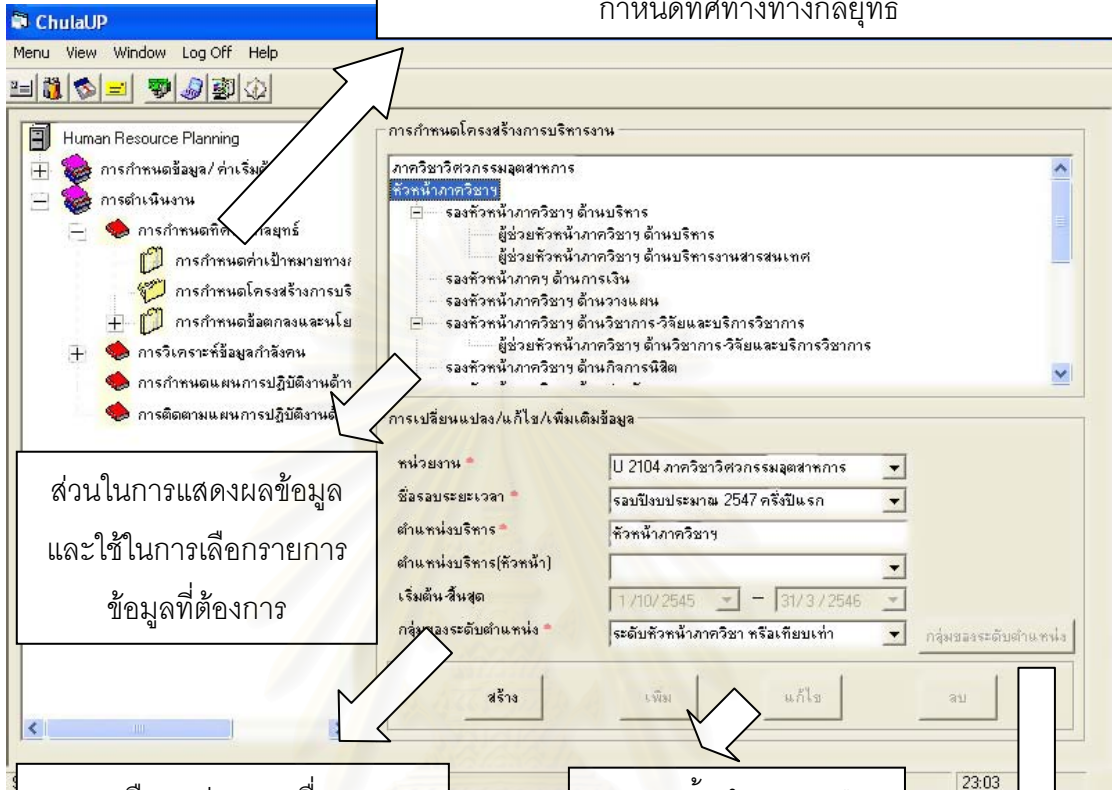 กำหนดทิศทางทางกลยุทธ์
ChulaUP
Menu View Window Log Off Help
Human Resource Planning
การกำหนดข้อมูล/ค่าเริ่มต้
การดำเนินงาน
การกำหนดทิศ ลยุทธ์
การกำหนดค่าเป้าหมายทางก
การกำหนดโครงสร้างการบริ
การกำหนดข้อตกลงและนโย
การวิเคราะห์ข้อมูลกำลังคน
การกำหนดแผนการปฏิบัติงานด้า
การติดตามแผนการปฏิบัติงานด้
การกำหนดโครงสร้างการบริหารงาน
ภาควิชาวิศวกรรมอุตสาหการ
หัวหน้าภาควิชาฯ
รองหัวหน้าภาควิชาฯ ด้านบริหาร
ผู้ช่วยหัวหน้าภาควิชาฯ ด้านบริหาร
ผู้ช่วยหัวหน้าภาควิชาฯ ด้านบริหารงานสารสนเทศ
รองหัวหน้าภาคฯ ด้านการเงิน
รองหัวหน้าภาควิชาฯ ด้านวางแผน
รองหัวหน้าภาควิชาฯ ด้านวิชาการ-วิจัยและบริการวิชาการ
ผู้ช่วยหัวหน้าภาควิชาฯ ด้านวิชาการ-วิจัยและบริการวิชาการ
รองหัวหน้าภาควิชาฯ ด้านกิจการนิสิต
การเปลี่ยนแปลง/แก้ไข/เพิ่มเติมข้อมูล
หน่วยงาน * U 2104 ภาควิชาวิศวกรรมอุตสาหการ
ชื่อรอบระยะเวลา * รอบปีงบประมาณ 2547 ครึ่งปีแรก
ตำแหน่งบริหาร * หัวหน้าภาควิชาฯ
ตำแหน่งบริหาร(หัวหน้า)
เริ่มต้น-สิ้นสุด 1 /10/ 2545 – 31/ 3 / 2546
กลุ่มของระดับตำแหน่ง * ระดับหัวหน้าภาควิชา หรือเทียบเท่า กลุ่มของระดับตำแหน่ง
สร้าง เพิ่ม แก้ไข ลบ
ส่วนในการแสดงผลข้อมูล
และใช้ในการเลือกรายการ
ข้อมูลที่ต้องการ
23:03